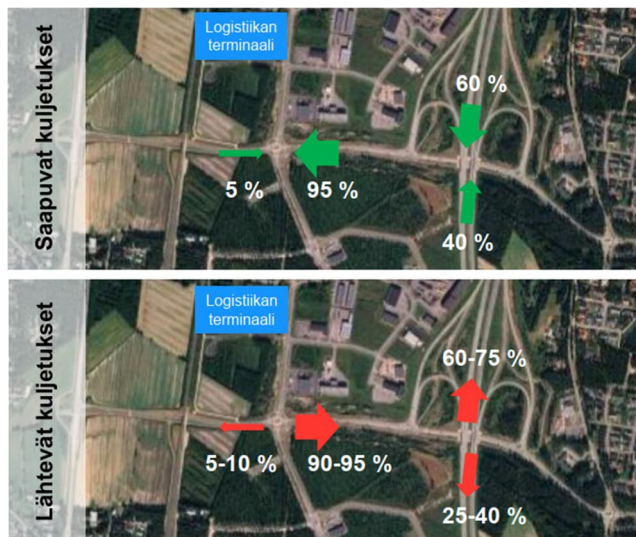 Saapuvat kuljetukset
Logistiikan
terminaali
60 %
5 %
95 %
40 %
Lähtevät kuljetukset
Logistiikan
terminaali
60-75 %
5-10 %
90-95 %
25-40 %